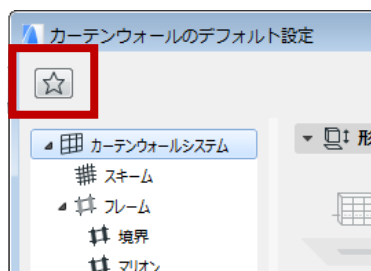 カーテンウォールのデフォルト設定
カーテンウォールシステム
形
スキーム
フレーム
境界
マリオン